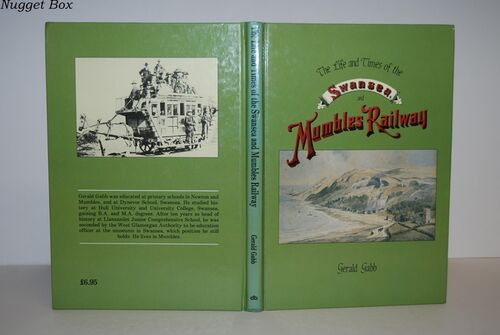 Nugget Box
Gerald Gabb was educated at primary schools in Newton and
Mumbles, and at Dynevor School, Swansea. He studied his-
tory at Hull University and University College, Swansea,
gaining B.A. and M.A. degrees. After ten years as head of
history at Llansamlet Junior Comprehensive School, he was
seconded by the West Glamorgan Authority to be education
officer at the museums in Swansea, which position he still
holds. He lives in Mumbles.
£6.95
The Life and Times of the Swansea and Mumbles Railway
Gerald Gabb
The Life and Times of the
Swansea
and
Mumbles Railway
Gerald Gabb